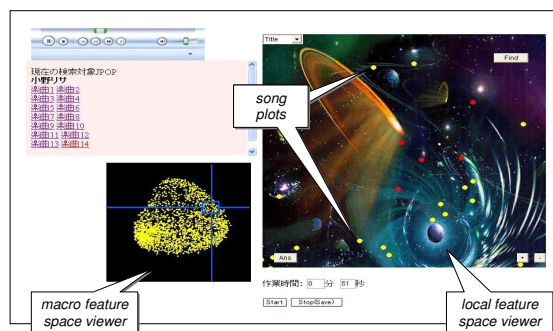 Title
Find
現在の検索対象JPOP
小野リサ
楽曲1 楽曲2
楽曲3 楽曲4
楽曲5 楽曲6
楽曲7 楽曲8
楽曲9 楽曲10
楽曲11 楽曲12
楽曲13 楽曲14
song
plots
Ans
+ -
作業時間: 0 分 51 秒
Start Stop(Save)
macro feature
space viewer
local feature
space viewer